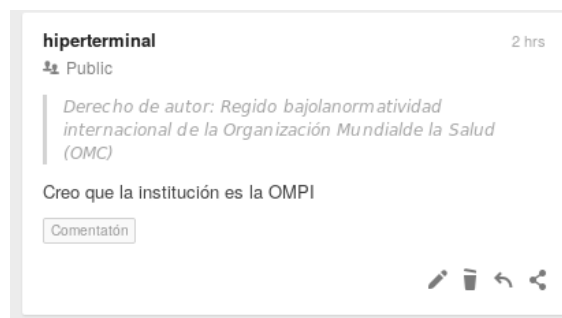 hiperterminal
2 hrs
Public
Derecho de autor: Regido bajolanormatividad
internacional de la Organización Mundialde la Salud
(OMC)
Creo que la institución es la OMPI
Comentatón